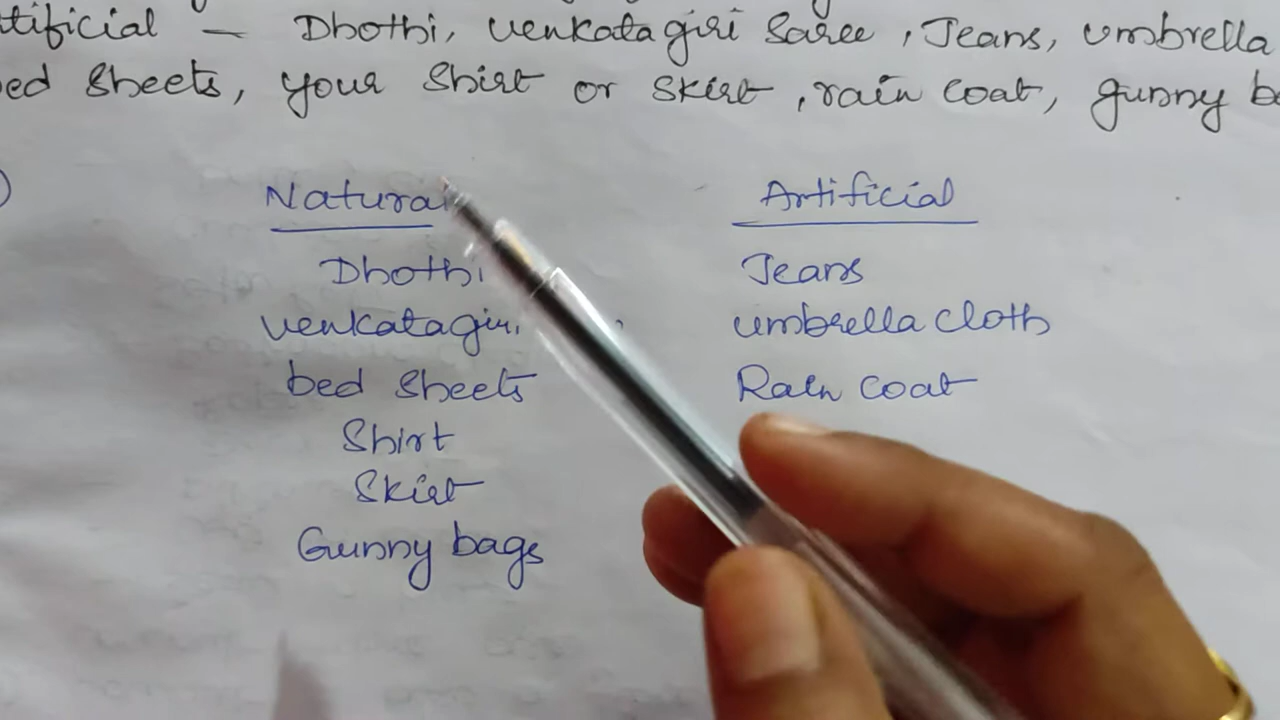 tificial - Dhothi, Venkatagiri Saree, Jeans, Umbrella
ed Sheets, your Shirt or Skirt, rain Coat, gunny b
) Natura Artificial
Dhothi Jeans
Venkatagiri Umbrella Cloth
bed Sheets Rain Coat
Shirt
Skirt
Gunny bags